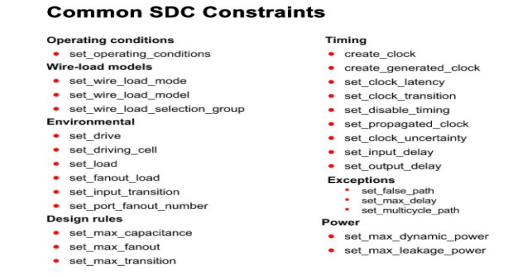 Common SDC Constraints
Operating conditions
set_operating_conditions
Wire-load models
set_wire_load_mode
set_wire_load_model
set_wire_load_selection_group
Environmental
set_drive
set_driving_cell
set_load
set_fanout_load
set_input_transition
set_port_fanout_number
Design rules
set_max_capacitance
set_max_fanout
set_max_transition
Timing
create_clock
create_generated_clock
set_clock_latency
set_clock_transition
set_disable_timing
set_propagated_clock
set_clock_uncertainty
set_input_delay
set_output_delay
Exceptions
set_false_path
set_max_delay
set_multicycle_path
Power
set_max_dynamic_power
set_max_leakage_power